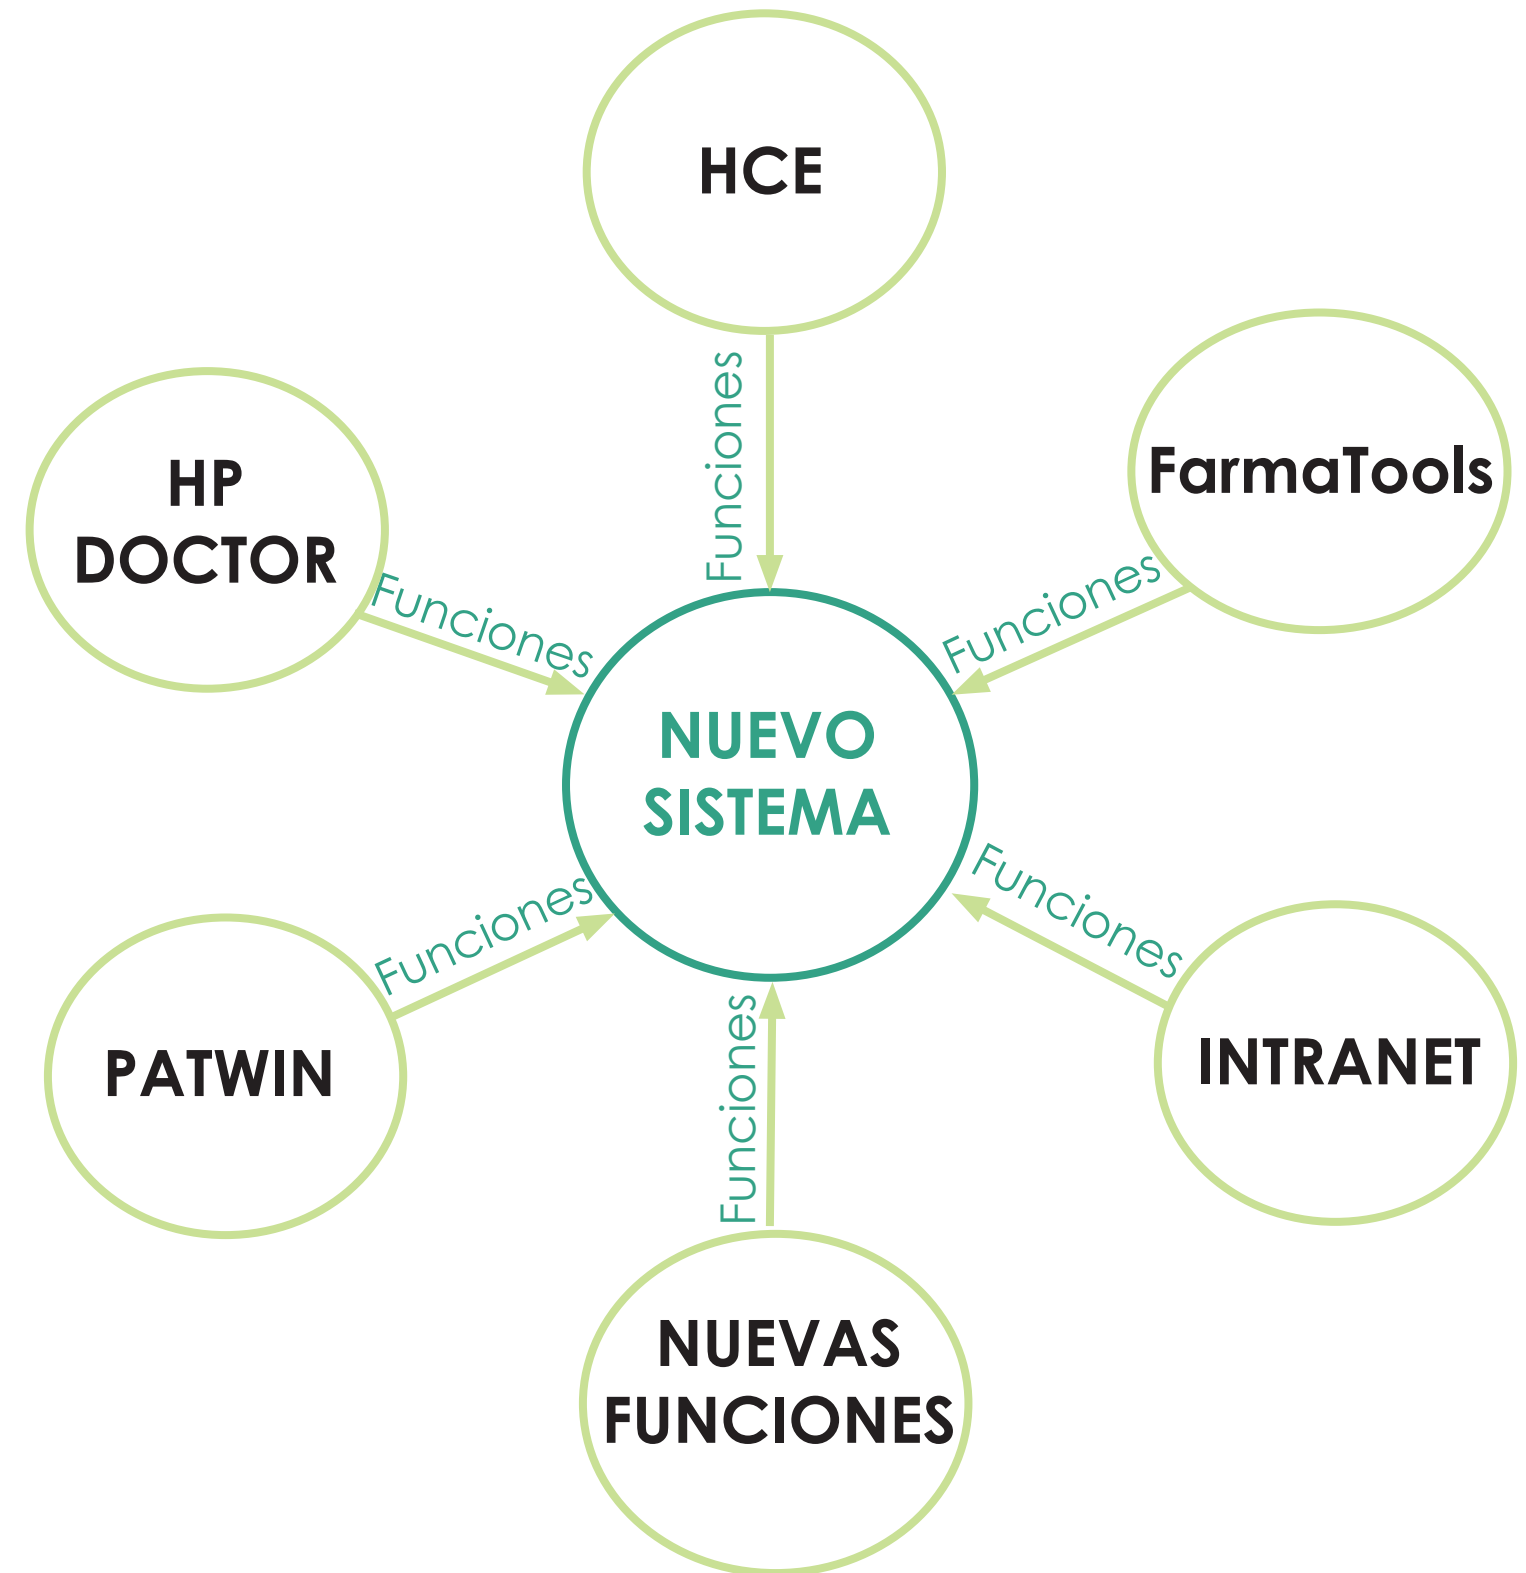 HCE
Funciones
FarmaTools
Funciones
HP
DOCTOR
Funciones
NUEVO
SISTEMA
Funciones
INTRANET
Funciones
PATWIN
Funciones
NUEVAS
FUNCIONES